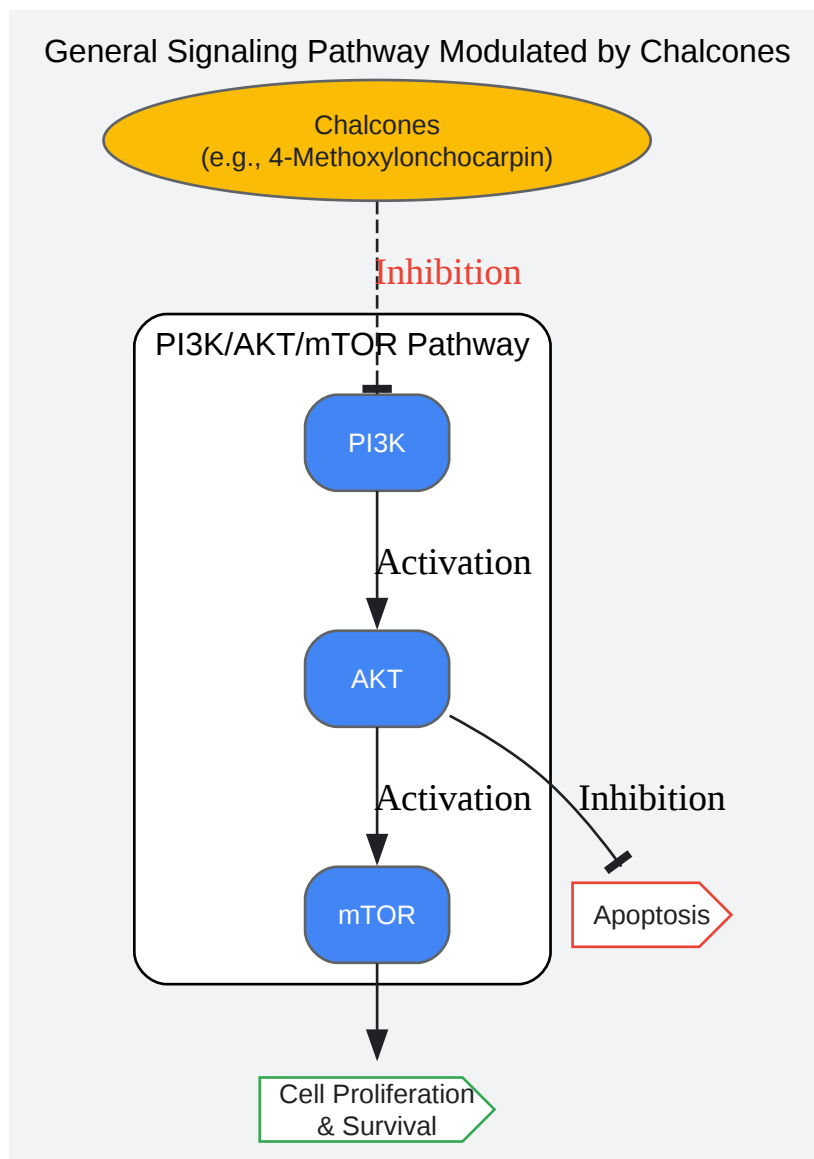 General Signaling Pathway Modulated by Chalcones
Chalcones
(e.g., 4-Methoxylonchocarpin)
Inhibition
PI3K/AKT/mTOR Pathway
PI3K
Activation
AKT
Activation
Inhibition
mTOR
Apoptosis
Cell Proliferation
& Survival